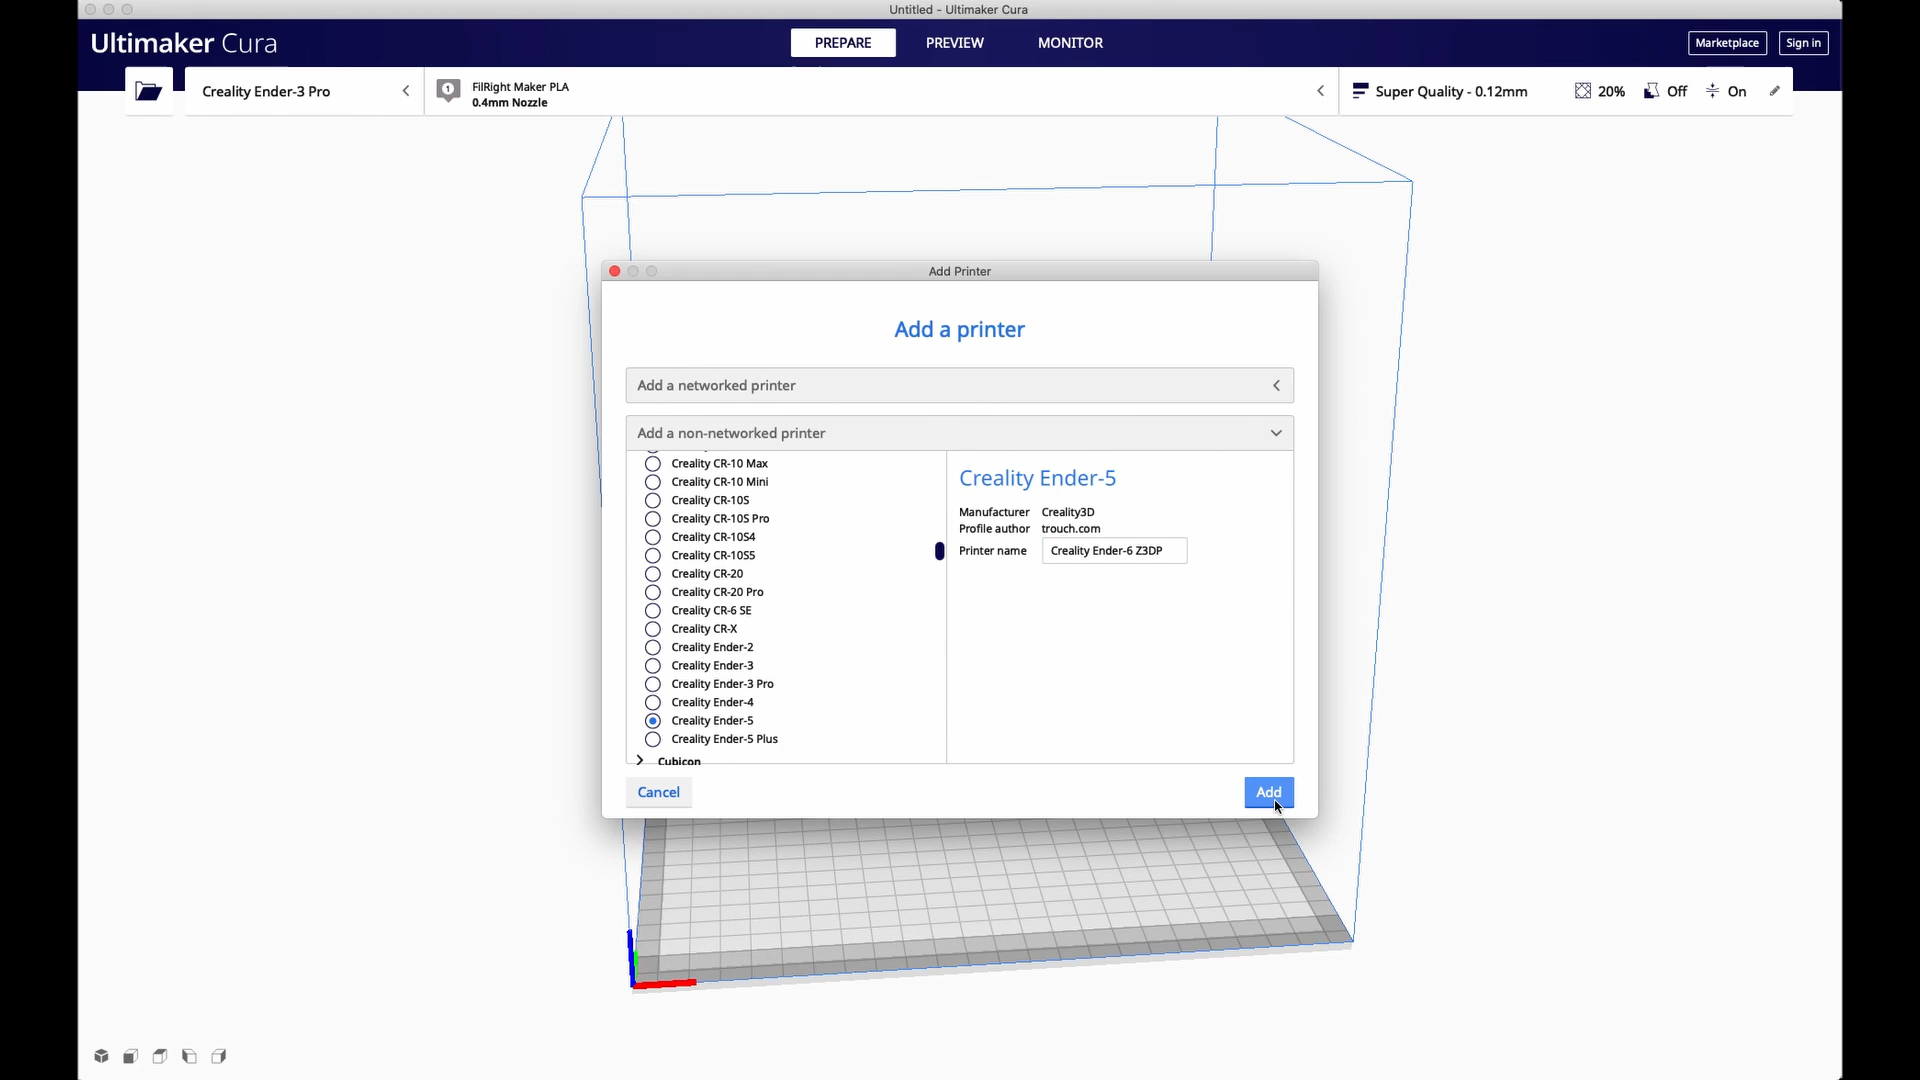 Untitled - Ultimaker Cura
Ultimaker Cura
PREPARE
PREVIEW
MONITOR
Marketplace
Sign in
Creality Ender-3 Pro
1
FilRight Maker PLA
0.4mm Nozzle
Super Quality - 0.12mm
20%
Off
On
Add Printer
Add a printer
Add a networked printer
Add a non-networked printer
Creality CR-10 Max
Creality CR-10 Mini
Creality CR-10S
Creality CR-10S Pro
Creality CR-10S4
Creality CR-10S5
Creality CR-20
Creality CR-20 Pro
Creality CR-6 SE
Creality CR-X
Creality Ender-2
Creality Ender-3
Creality Ender-3 Pro
Creality Ender-4
Creality Ender-5
Creality Ender-5 Plus
Cubicon
Creality Ender-5
Manufacturer Creality3D
Profile author trouch.com
Printer name Creality Ender-6 Z3DP
Cancel
Add